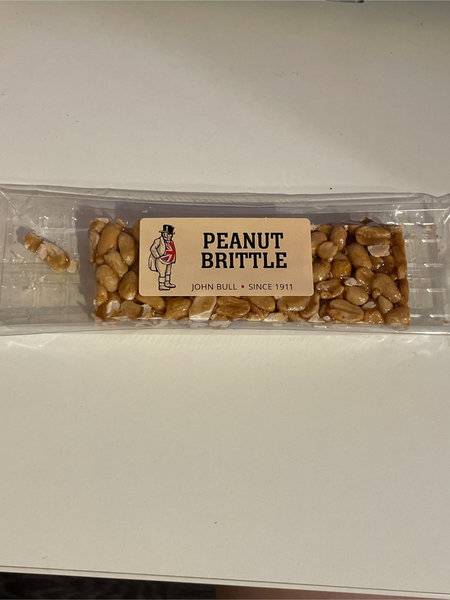 PEANUT
BRITTLE
JOHN BULL • SINCE 1911